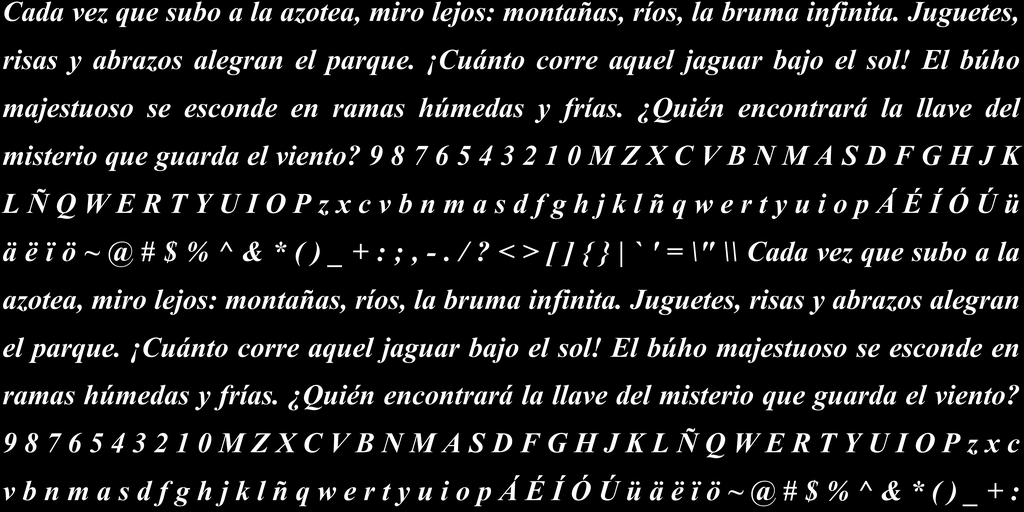 Cada vez que subo a la azotea, miro lejos: montañas, ríos, la bruma infinita. Juguetes,
risas y abrazos alegran el parque. ¡Cuánto corre aquel jaguar bajo el sol! El búho
majestuoso se esconde en ramas húmedas y frías. ¿Quién encontrará la llave del
misterio que guarda el viento? 9 8 7 6 5 4 3 2 1 0 M Z X C V B N M A S D F G H J K
L Ñ Q W E R T Y U I O P z x c v b n m a s d f g h j k l ñ q w e r t y u i o p Á É Í Ó Ú ü
ä ë ï ö ~ @ # $ % ^ & * ( ) _ + : ; , - . / ? < > [ ] { } | ` ' = \" \\ Cada vez que subo a la
azotea, miro lejos: montañas, ríos, la bruma infinita. Juguetes, risas y abrazos alegran
el parque. ¡Cuánto corre aquel jaguar bajo el sol! El búho majestuoso se esconde en
ramas húmedas y frías. ¿Quién encontrará la llave del misterio que guarda el viento?
9 8 7 6 5 4 3 2 1 0 M Z X C V B N M A S D F G H J K L Ñ Q W E R T Y U I O P z x c
v b n m a s d f g h j k l ñ q w e r t y u i o p Á É Í Ó Ú ü ä ë ï ö ~ @ # $ % ^ & * ( ) _ + :